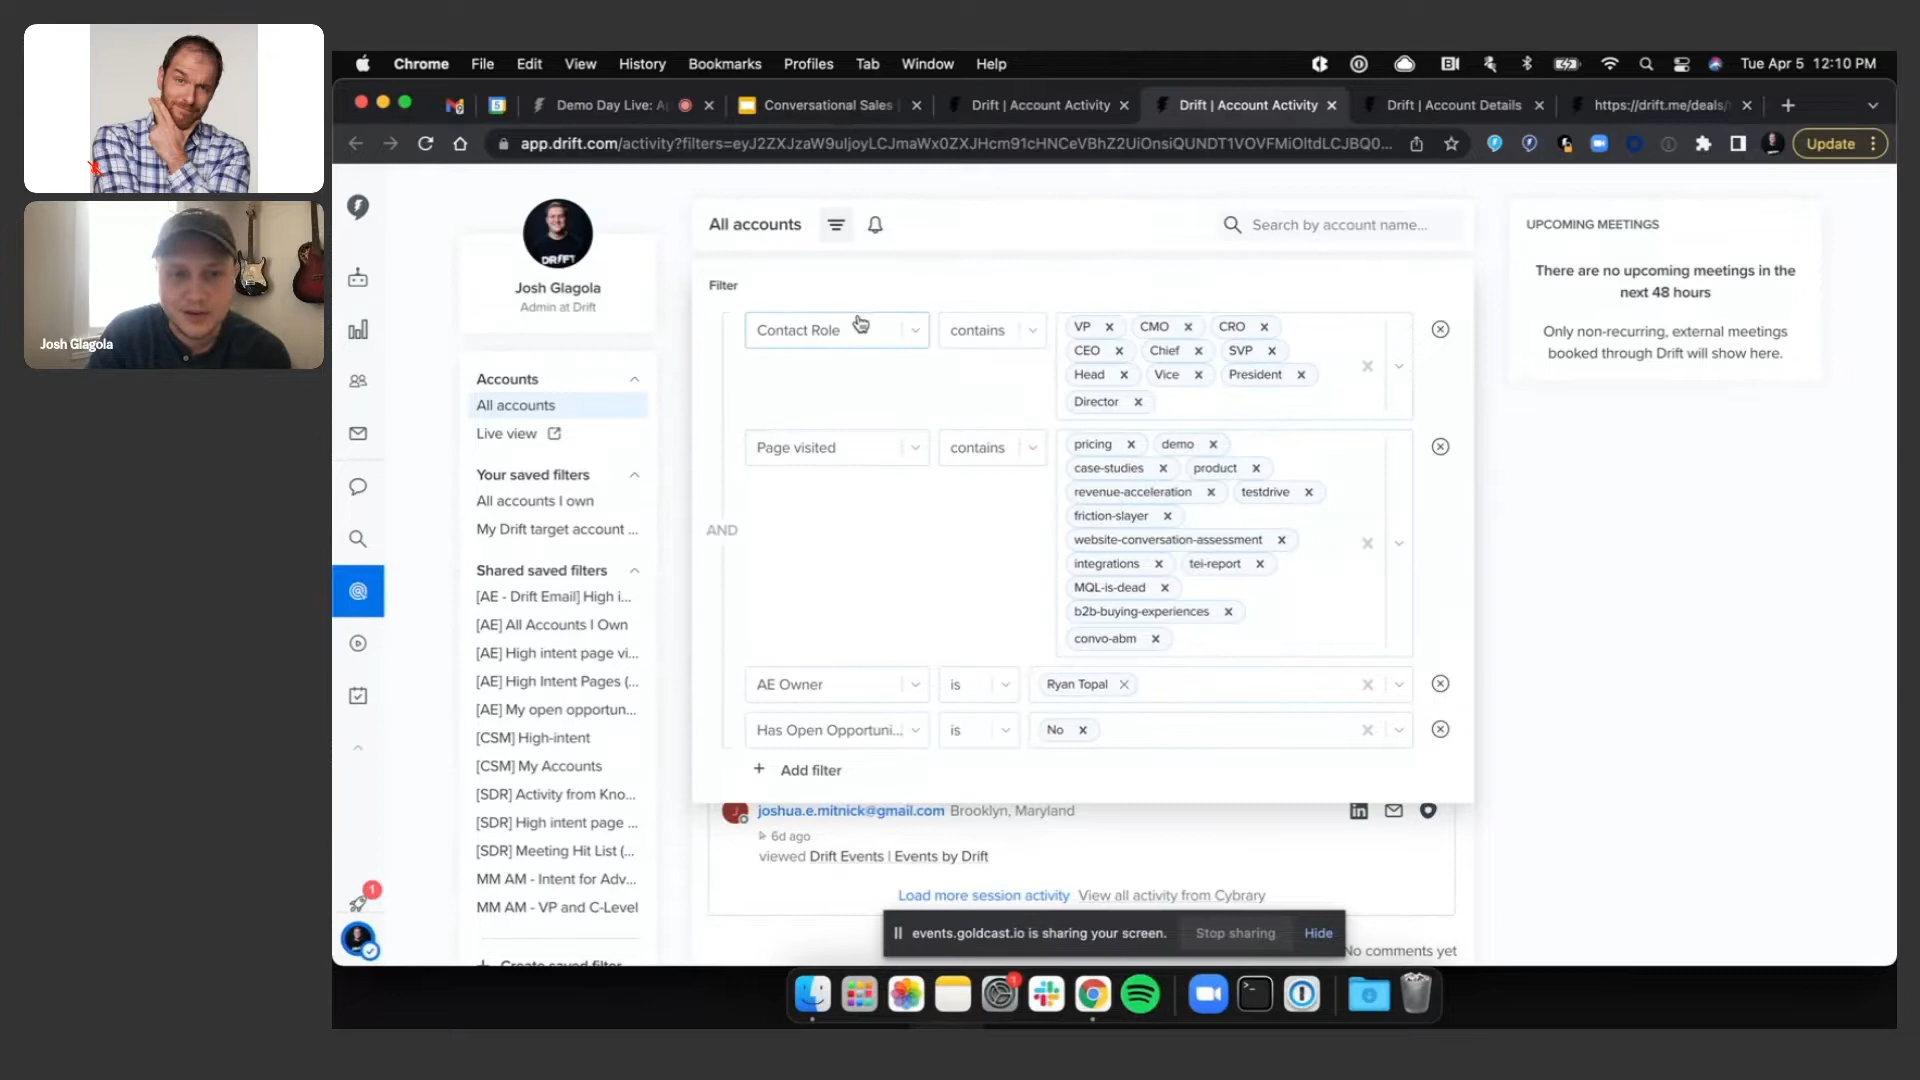 Josh Glagola
Chrome File Edit View History Bookmarks Profiles Tab Window Help
Tue Apr 5 12:10 PM
Demo Day Live: A
Conversational Sales
Drift | Account Activity
Drift | Account Activity
Drift | Account Details
https://drift.me/deals/
app.drift.com/activity?filters=
Update
DRIFT
Josh Glagola
Admin at Drift
Accounts
All accounts
Live view
Your saved filters
All accounts I own
My Drift target account ...
Shared saved filters
[AE - Drift Email] High i...
[AE] All Accounts I Own
[AE] High intent page vi...
[AE] High Intent Pages (...
[AE] My open opportun...
[CSM] High-intent
[CSM] My Accounts
[SDR] Activity from Kno...
[SDR] High intent page ...
[SDR] Meeting Hit List (...
MM AM - Intent for Adv...
MM AM - VP and C-Level
Create saved filter
1
All accounts
Search by account name...
Filter
Contact Role contains
VP CMO CRO
CEO Chief SVP
Head Vice President
Director
AND
Page visited contains
pricing demo
case-studies product
revenue-acceleration testdrive
friction-slayer
website-conversation-assessment
integrations tei-report
MQL-is-dead
b2b-buying-experiences
convo-abm
AE Owner is Ryan Topal
Has Open Opportuni... is No
+ Add filter
joshua.e.mitnick@gmail.com Brooklyn, Maryland
6d ago
viewed Drift Events | Events by Drift
Load more session activity View all activity from Cybrary
No comments yet
UPCOMING MEETINGS
There are no upcoming meetings in the
next 48 hours
Only non-recurring, external meetings
booked through Drift will show here.
events.goldcast.io is sharing your screen. Stop sharing Hide
1